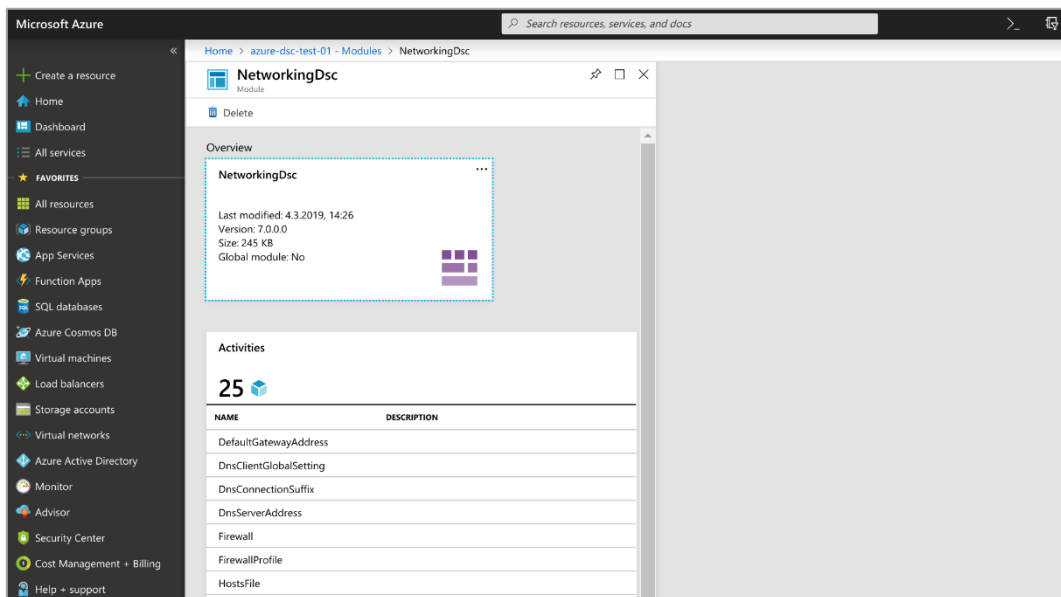 Microsoft Azure
Search resources, services, and docs
«
Home > azure-dsc-test-01 - Modules > NetworkingDsc
Create a resource
Home
Dashboard
All services
FAVORITES
All resources
Resource groups
App Services
Function Apps
SQL databases
Azure Cosmos DB
Virtual machines
Load balancers
Storage accounts
Virtual networks
Azure Active Directory
Monitor
Advisor
Security Center
Cost Management + Billing
Help + support
NetworkingDsc
Module
Delete
Overview
NetworkingDsc
...
Last modified: 4.3.2019, 14:26
Version: 7.0.0.0
Size: 245 KB
Global module: No
Activities
25
NAME DESCRIPTION
DefaultGatewayAddress
DnsClientGlobalSetting
DnsConnectionSuffix
DnsServerAddress
Firewall
FirewallProfile
HostsFile